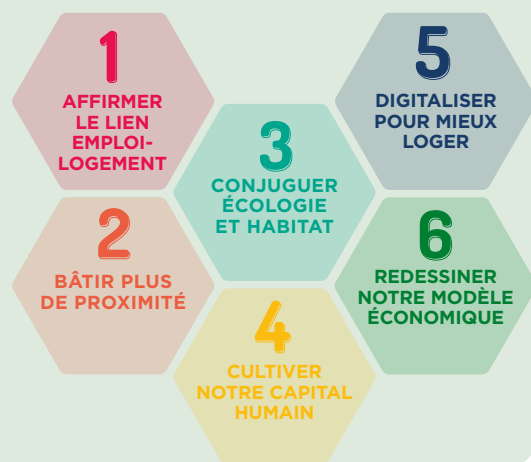 1
AFFIRMER
LE LIEN
EMPLOI-
LOGEMENT
2
BÂTIR PLUS
DE PROXIMITÉ
3
CONJUGUER
ÉCOLOGIE
ET HABITAT
4
CULTIVER
NOTRE CAPITAL
HUMAIN
5
DIGITALISER
POUR MIEUX
LOGER
6
REDESSINER
NOTRE MODÈLE
ÉCONOMIQUE